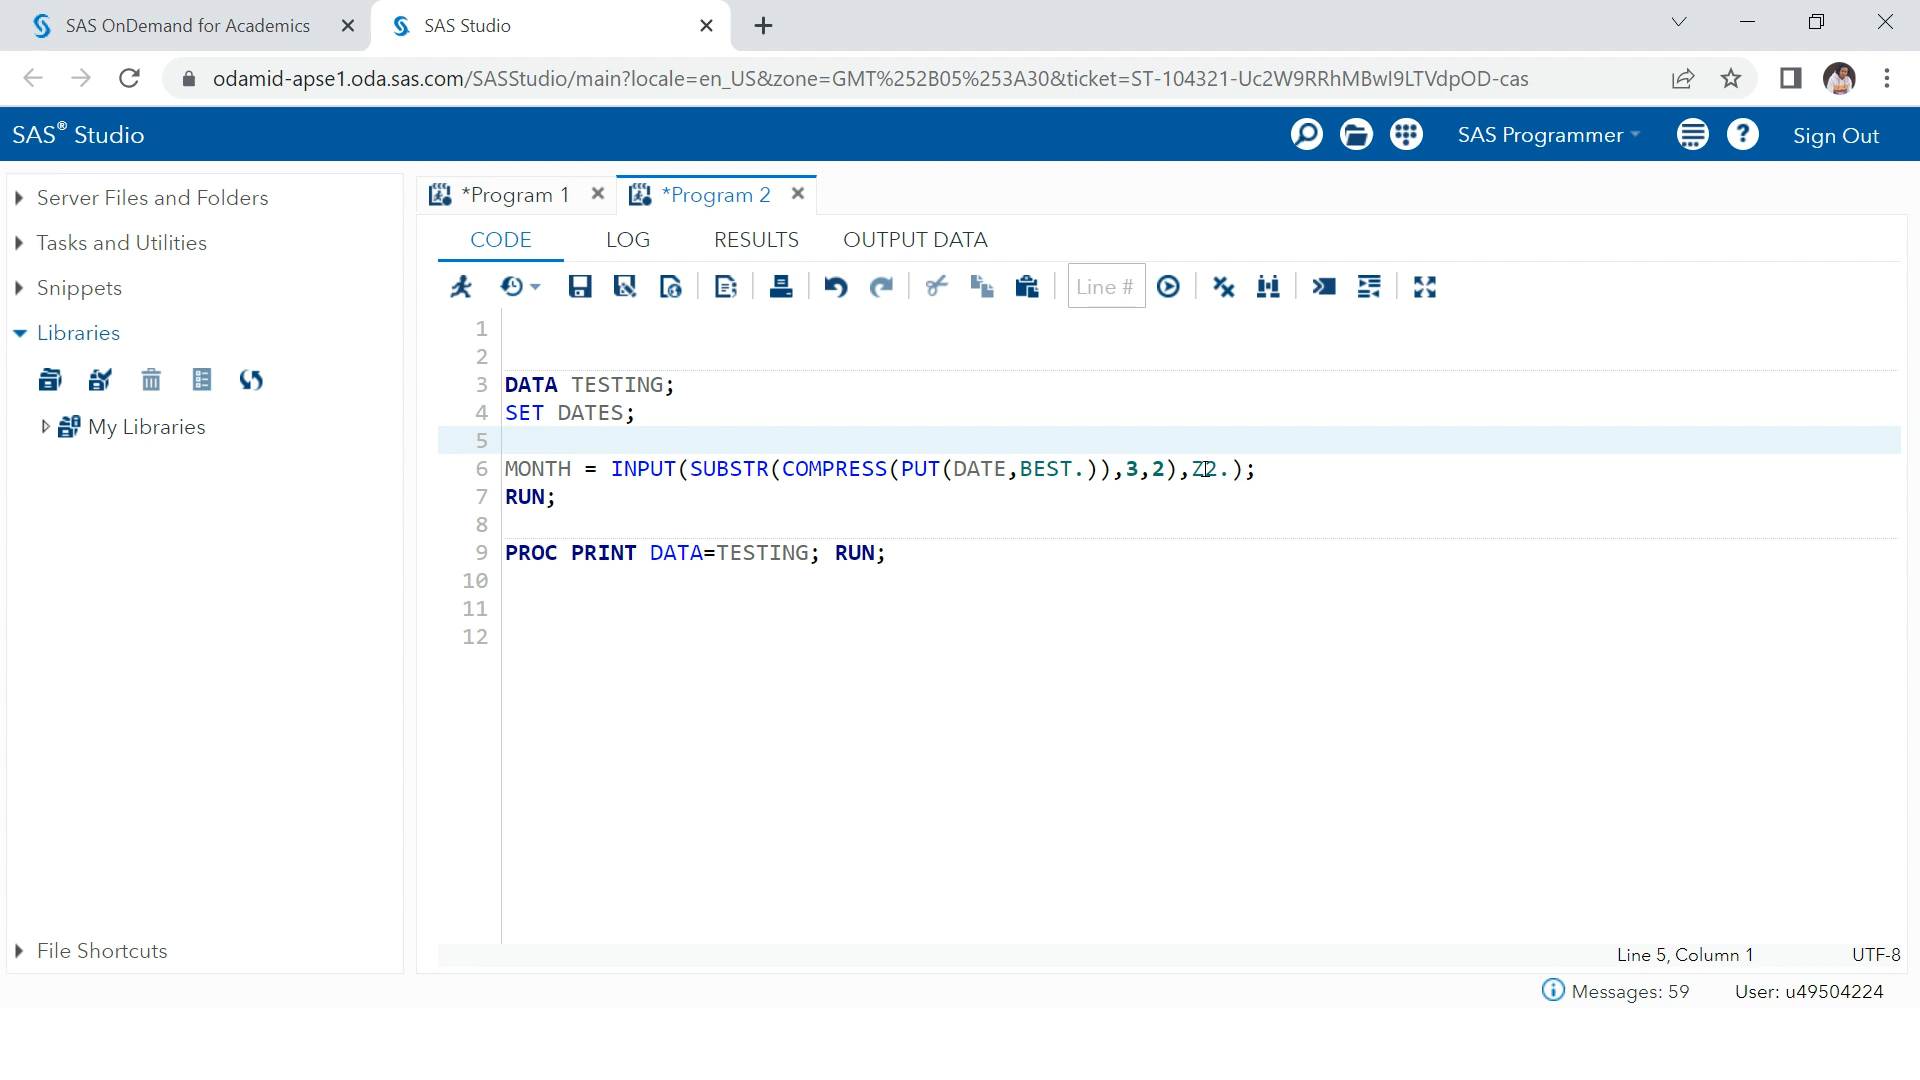 SAS OnDemand for Academics
SAS Studio
odamid-apse1.oda.sas.com/SASStudio/main?locale=en_US&zone=GMT%252B05%253A30&ticket=ST-104321-Uc2W9RRhMBwI9LTVdpOD-cas
SAS® Studio
SAS Programmer
Sign Out
Server Files and Folders
Tasks and Utilities
Snippets
Libraries
My Libraries
File Shortcuts
*Program 1
*Program 2
CODE LOG RESULTS OUTPUT DATA
Line #
1
2
3 DATA TESTING;
4 SET DATES;
5
6 MONTH = INPUT(SUBSTR(COMPRESS(PUT(DATE,BEST.)),3,2),Z2.);
7 RUN;
8
9 PROC PRINT DATA=TESTING; RUN;
10
11
12
Line 5, Column 1 UTF-8
Messages: 59 User: u49504224